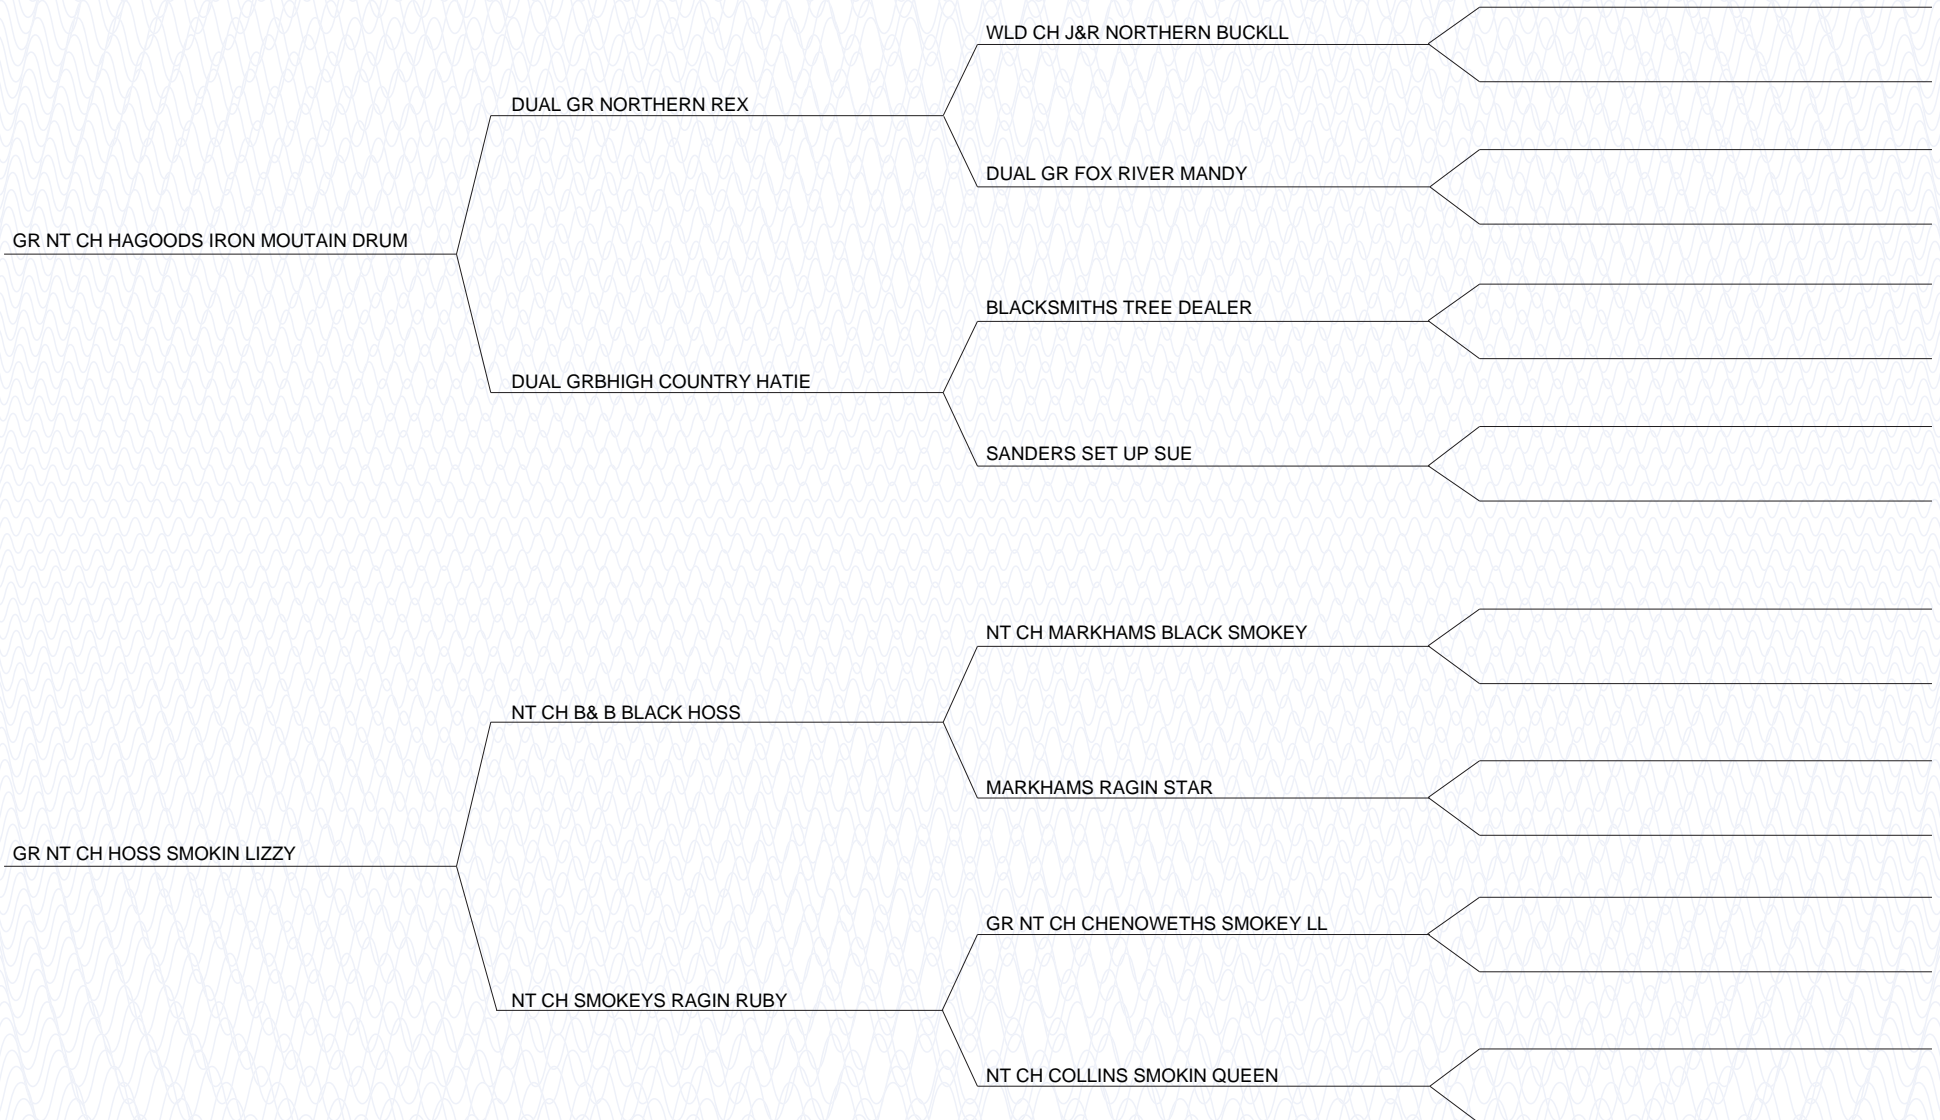 WLD CH J&R NORTHERN BUCKLL
DUAL GR NORTHERN REX
DUAL GR FOX RIVER MANDY
GR NT CH HAGOODS IRON MOUTAIN DRUM
BLACKSMITHS TREE DEALER
DUAL GRBHIGH COUNTRY HATIE
SANDERS SET UP SUE
NT CH MARKHAMS BLACK SMOKEY
NT CH B& B BLACK HOSS
MARKHAMS RAGIN STAR
GR NT CH HOSS SMOKIN LIZZY
GR NT CH CHENOWETHS SMOKEY LL
NT CH SMOKEYS RAGIN RUBY
NT CH COLLINS SMOKIN QUEEN